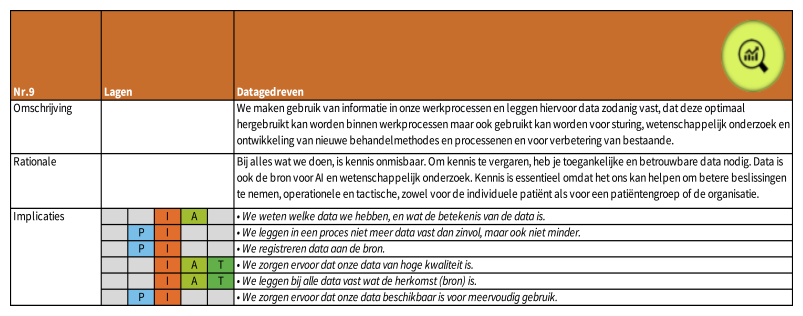 Nr.9 Lagen Datagedreven
Omschrijving We maken gebruik van informatie in onze werkprocessen en leggen hiervoor data zodanig vast, dat deze optimaal
hergebruikt kan worden binnen werkprocessen maar ook gebruikt kan worden voor sturing, wetenschappelijk onderzoek en
ontwikkeling van nieuwe behandelmethodes en processenen en voor verbetering van bestaande.
Rationale Bij alles wat we doen, is kennis onmisbaar. Om kennis te vergaren, heb je toegankelijke en betrouwbare data nodig. Data is
ook de bron voor AI en wetenschappelijk onderzoek. Kennis is essentieel omdat het ons kan helpen om betere beslissingen
te nemen, operationele en tactische, zowel voor de individuele patiënt als voor een patiëntengroep of de organisatie.
Implicaties I A • We weten welke data we hebben, en wat de betekenis van de data is.
P I • We leggen in een proces niet meer data vast dan zinvol, maar ook niet minder.
P I • We registreren data aan de bron.
I A T • We zorgen ervoor dat onze data van hoge kwaliteit is.
I A T • We leggen bij alle data vast wat de herkomst (bron) is.
P I • We zorgen ervoor dat onze data beschikbaar is voor meervoudig gebruik.